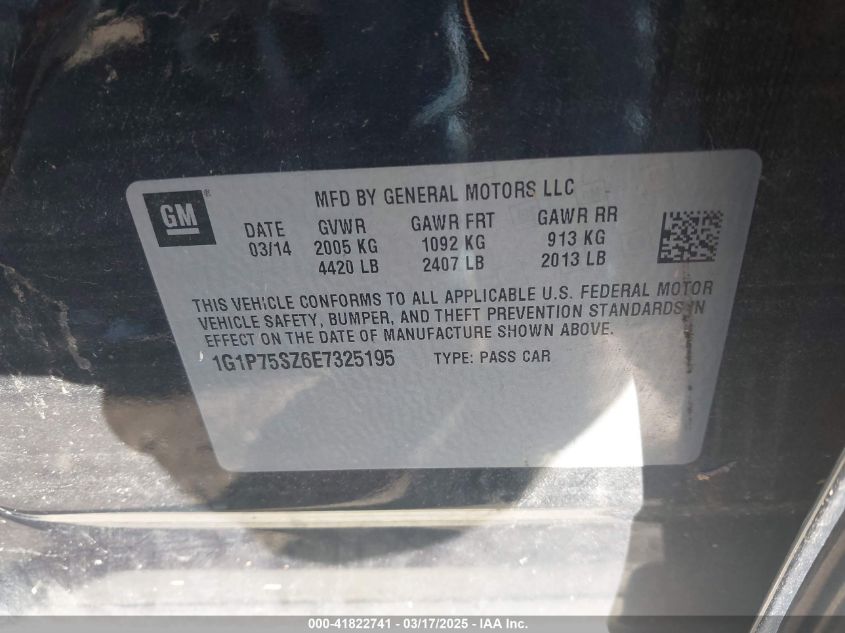 GM®
MFD BY GENERAL MOTORS LLC
DATE GVWR GAWR FRT GAWR RR
03/14 2005 KG 1092 KG 913 KG
4420 LB 2407 LB 2013 LB
THIS VEHICLE CONFORMS TO ALL APPLICABLE U.S. FEDERAL MOTOR
VEHICLE SAFETY, BUMPER, AND THEFT PREVENTION STANDARDS IN
EFFECT ON THE DATE OF MANUFACTURE SHOWN ABOVE.
1G1P75SZ6E7325195 TYPE: PASS CAR
000-41822741 - 03/17/2025 - IAA Inc.